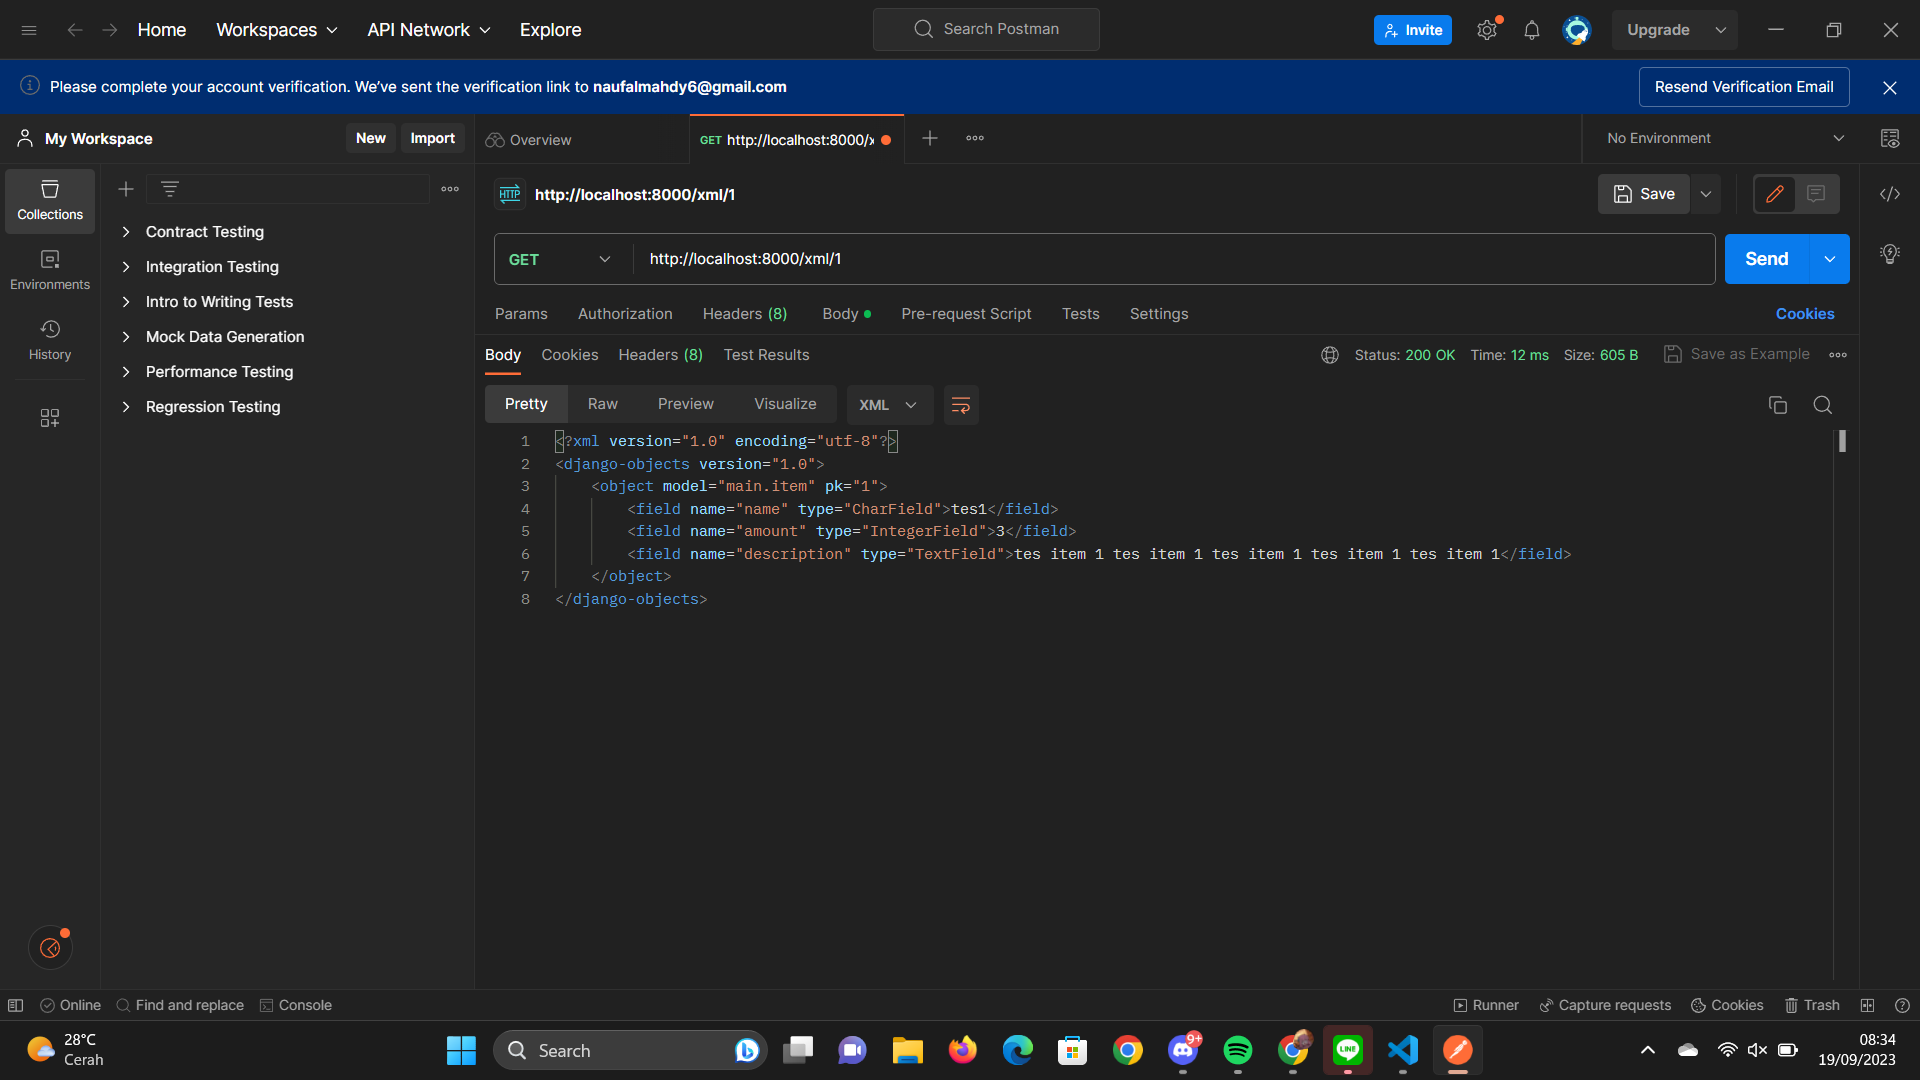 Home Workspaces API Network Explore Search Postman Invite Upgrade
Please complete your account verification. We've sent the verification link to naufalmahdy6@gmail.com Resend Verification Email
My Workspace New Import Overview GET http://localhost:8000/x No Environment
HTTP http://localhost:8000/xml/1 Save
Collections
Environments
History
Contract Testing
Integration Testing
Intro to Writing Tests
Mock Data Generation
Performance Testing
Regression Testing
GET http://localhost:8000/xml/1 Send
Params Authorization Headers (8) Body Pre-request Script Tests Settings Cookies
Body Cookies Headers (8) Test Results Status: 200 OK Time: 12 ms Size: 605 B Save as Example
Pretty Raw Preview Visualize XML
1 <?xml version="1.0" encoding="utf-8"?>
2 <django-objects version="1.0">
3 <object model="main.item" pk="1">
4 <field name="name" type="CharField">tes1</field>
5 <field name="amount" type="IntegerField">3</field>
6 <field name="description" type="TextField">tes item 1 tes item 1 tes item 1 tes item 1 tes item 1</field>
7 </object>
8 </django-objects>
Online Find and replace Console Runner Capture requests Cookies Trash
28°C
Cerah
Search
9+
LINE
08:34
19/09/2023